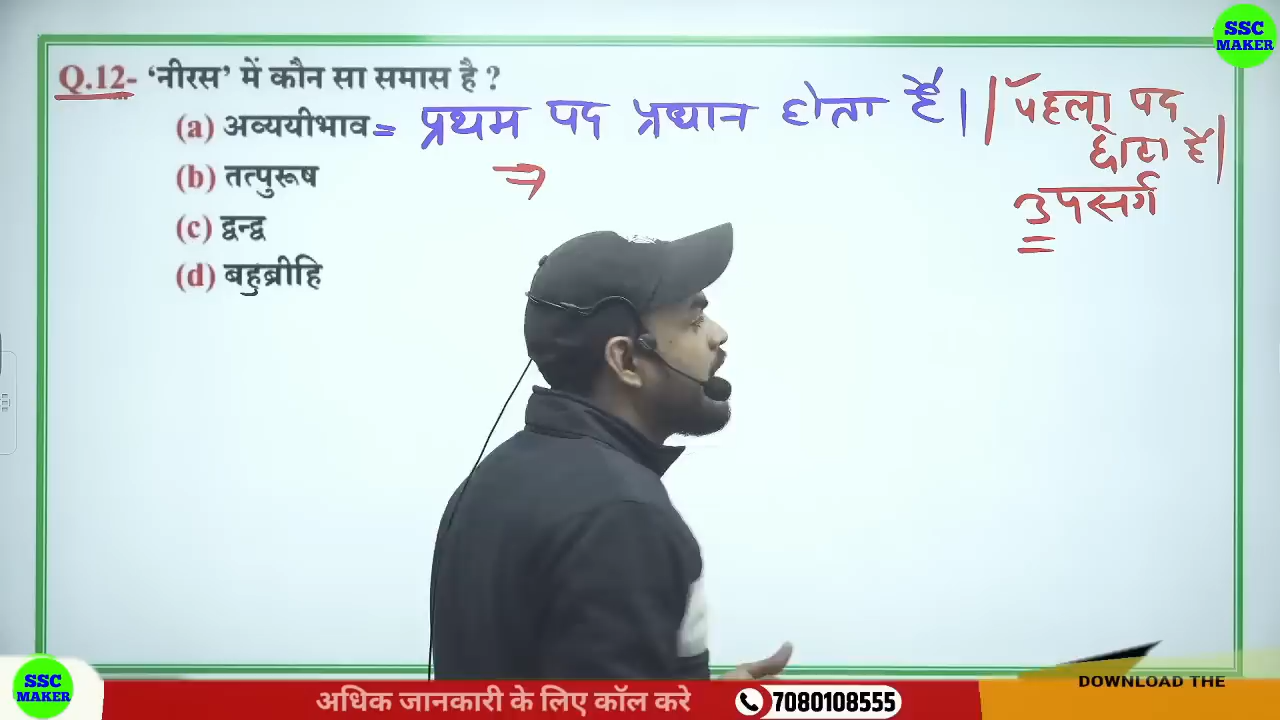 SSC
MAKER
Q.12- ‘नीरस’ में कौन सा समास है ?
(a) अव्ययीभाव = प्रथम पद प्रधान होता है। | पहला पद
छोटा है।
(b) तत्पुरूष ⇒
उपसर्ग
(c) द्वन्द्व
(d) बहुब्रीहि
SSC
MAKER
अधिक जानकारी के लिए कॉल करे 7080108555
DOWNLOAD THE